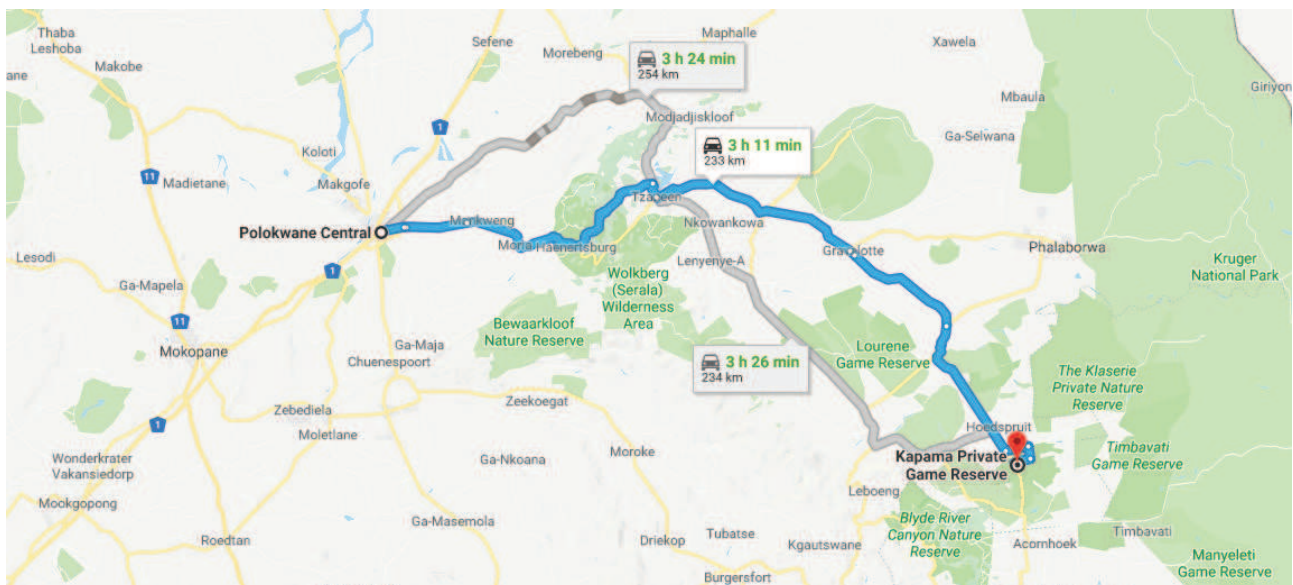 Thaba
Leshoba
Sefene
Maphalle
Xawela
Makobe
Morebeng
3 h 24 min
254 km
ane
Giriyon
Mbaula
Modjadjiskloof
1
Ga-Selwana
Koloti
3 h 11 min
233 km
11
Madietane
Makgofe
Tzaneen
Polokwane Central
Nkowankowa
Haenertsburg
Phalaborwa
Lesodi
1
Lenyenye-A
Kruger
National Park
Ga-Mapela
Wolkberg
(Serala)
Wilderness
Area
11
Bewaarkloof
Nature Reserve
Mokopane
Ga-Maja
Chuenespoort
Lourene
Game Reserve
3 h 26 min
234 km
The Klaserie
Private Nature
Reserve
Zebediela
Zeekoegat
1
Moletlane
Hoedspruit
Wonderkrater
Vakansiedorp
Ga-Nkoana
Moroke
Kapama Private
Game Reserve
Timbavati
Game Reserve
Mookgopong
Leboeng
Ga-Masemola
Blyde River
Canyon Nature
Reserve
Roedtan
Driekop
Tubatse
Kgautswane
Acornhoek
Timbavati
Manyeleti
Game Reserve
Burgersfort